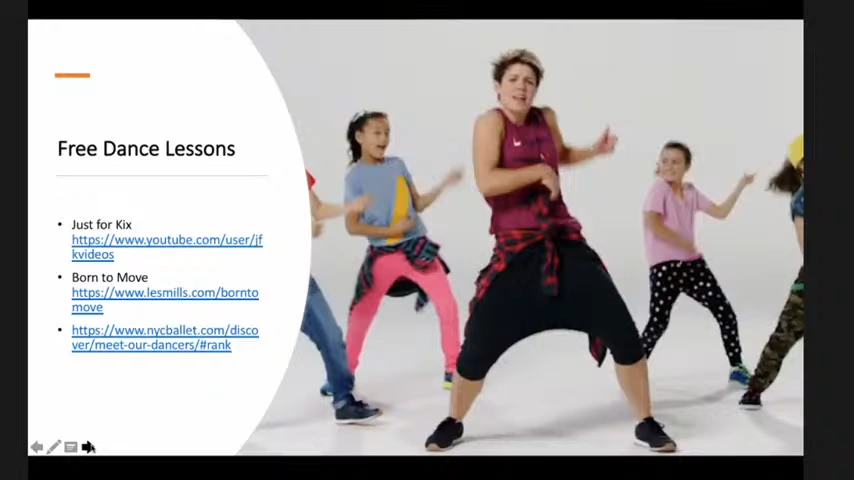 Free Dance Lessons
• Just for Kix
https://www.youtube.com/user/jf
kvideos
• Born to Move
https://www.lesmills.com/bornto
move
• https://www.nycballet.com/disco
ver/meet-our-dancers/#rank